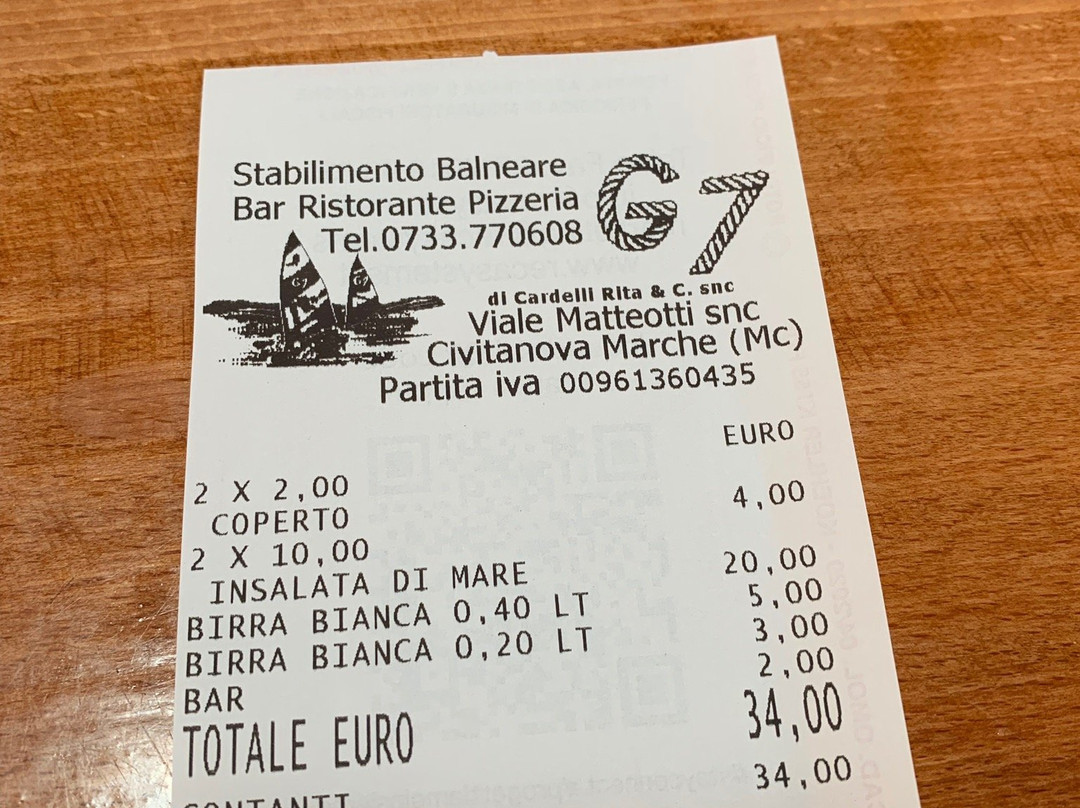 Stabilimento Balneare
Bar Ristorante Pizzeria
Tel.0733.770608
G7
di Cardelli Rita & C. snc
Viale Matteotti snc
Civitanova Marche (Mc)
Partita iva 00961360435
EURO
2 X 2,00
COPERTO 4,00
2 X 10,00
INSALATA DI MARE 20,00
BIRRA BIANCA 0,40 LT 5,00
BIRRA BIANCA 0,20 LT 3,00
BAR 2,00
TOTALE EURO 34,00
CONTANTI 34,00